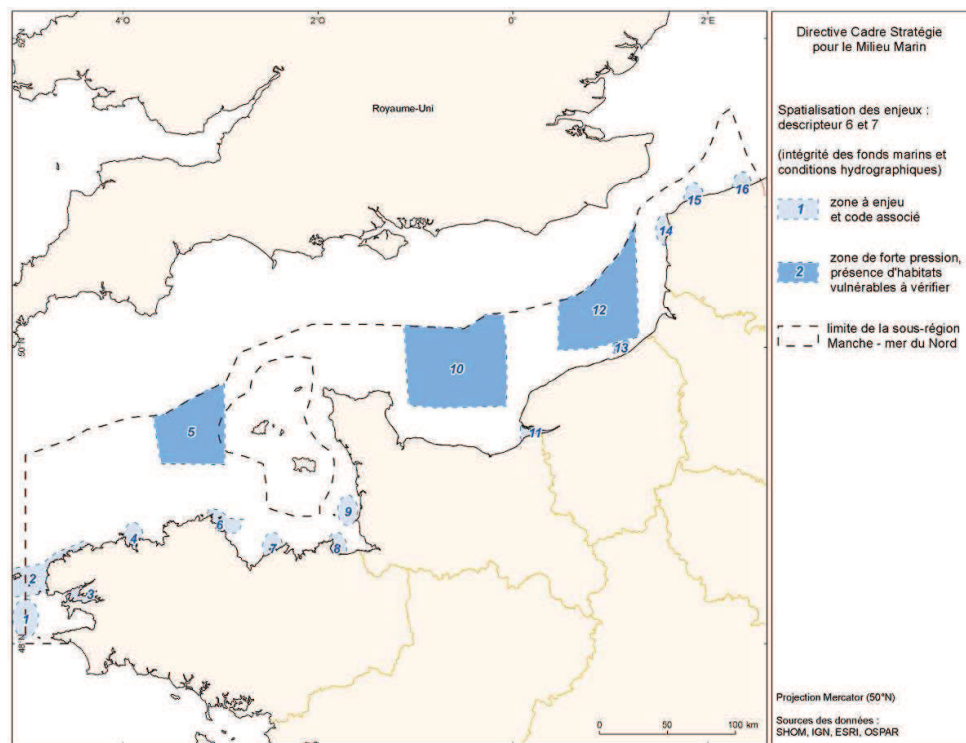 4°O 2°O 0° 2°E
52°N
Royaume-Uni
50°N
48°N
1
2
3
4
5
6
7
8
9
10
11
12
13
14
15
16
0 50 100 km
Directive Cadre Stratégie
pour le Milieu Marin
Spatialisation des enjeux :
descripteur 6 et 7
(intégrité des fonds marins et
conditions hydrographiques)
1 zone à enjeu
et code associé
zone de forte pression,
2 présence d'habitats
vulnérables à vérifier
limite de la sous-région
Manche - mer du Nord
Projection Mercator (50°N)
Sources des données :
SHOM, IGN, ESRI, OSPAR